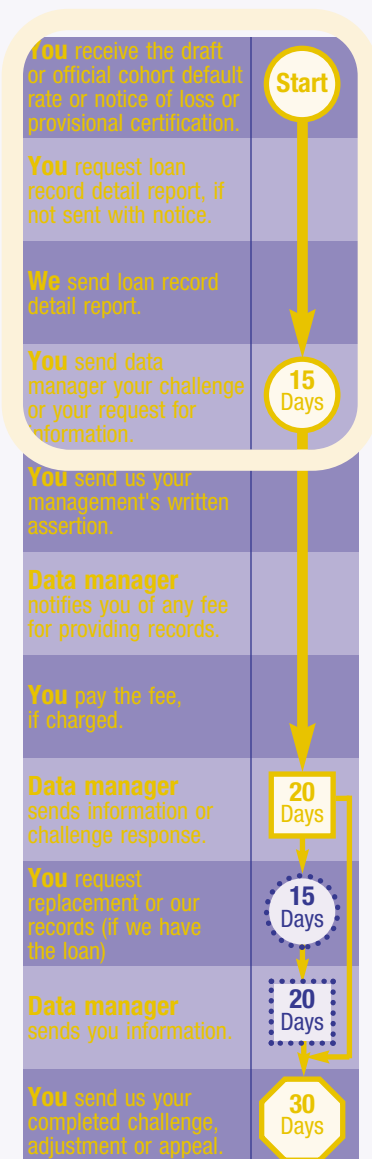 You receive the draft
or official cohort default
rate or notice of loss or
provisional certification.
Start
You request loan
record detail report, if
not sent with notice.
We send loan record
detail report.
You send data
manager your challenge
or your request for
information.
15
Days
You send us your
management's written
assertion.
Data manager
notifies you of any fee
for providing records.
You pay the fee,
if charged.
Data manager
sends information or
challenge response.
20
Days
You request
replacement or our
records (if we have
the loan)
15
Days
Data manager
sends you information.
20
Days
You send us your
completed challenge,
adjustment or appeal.
30
Days